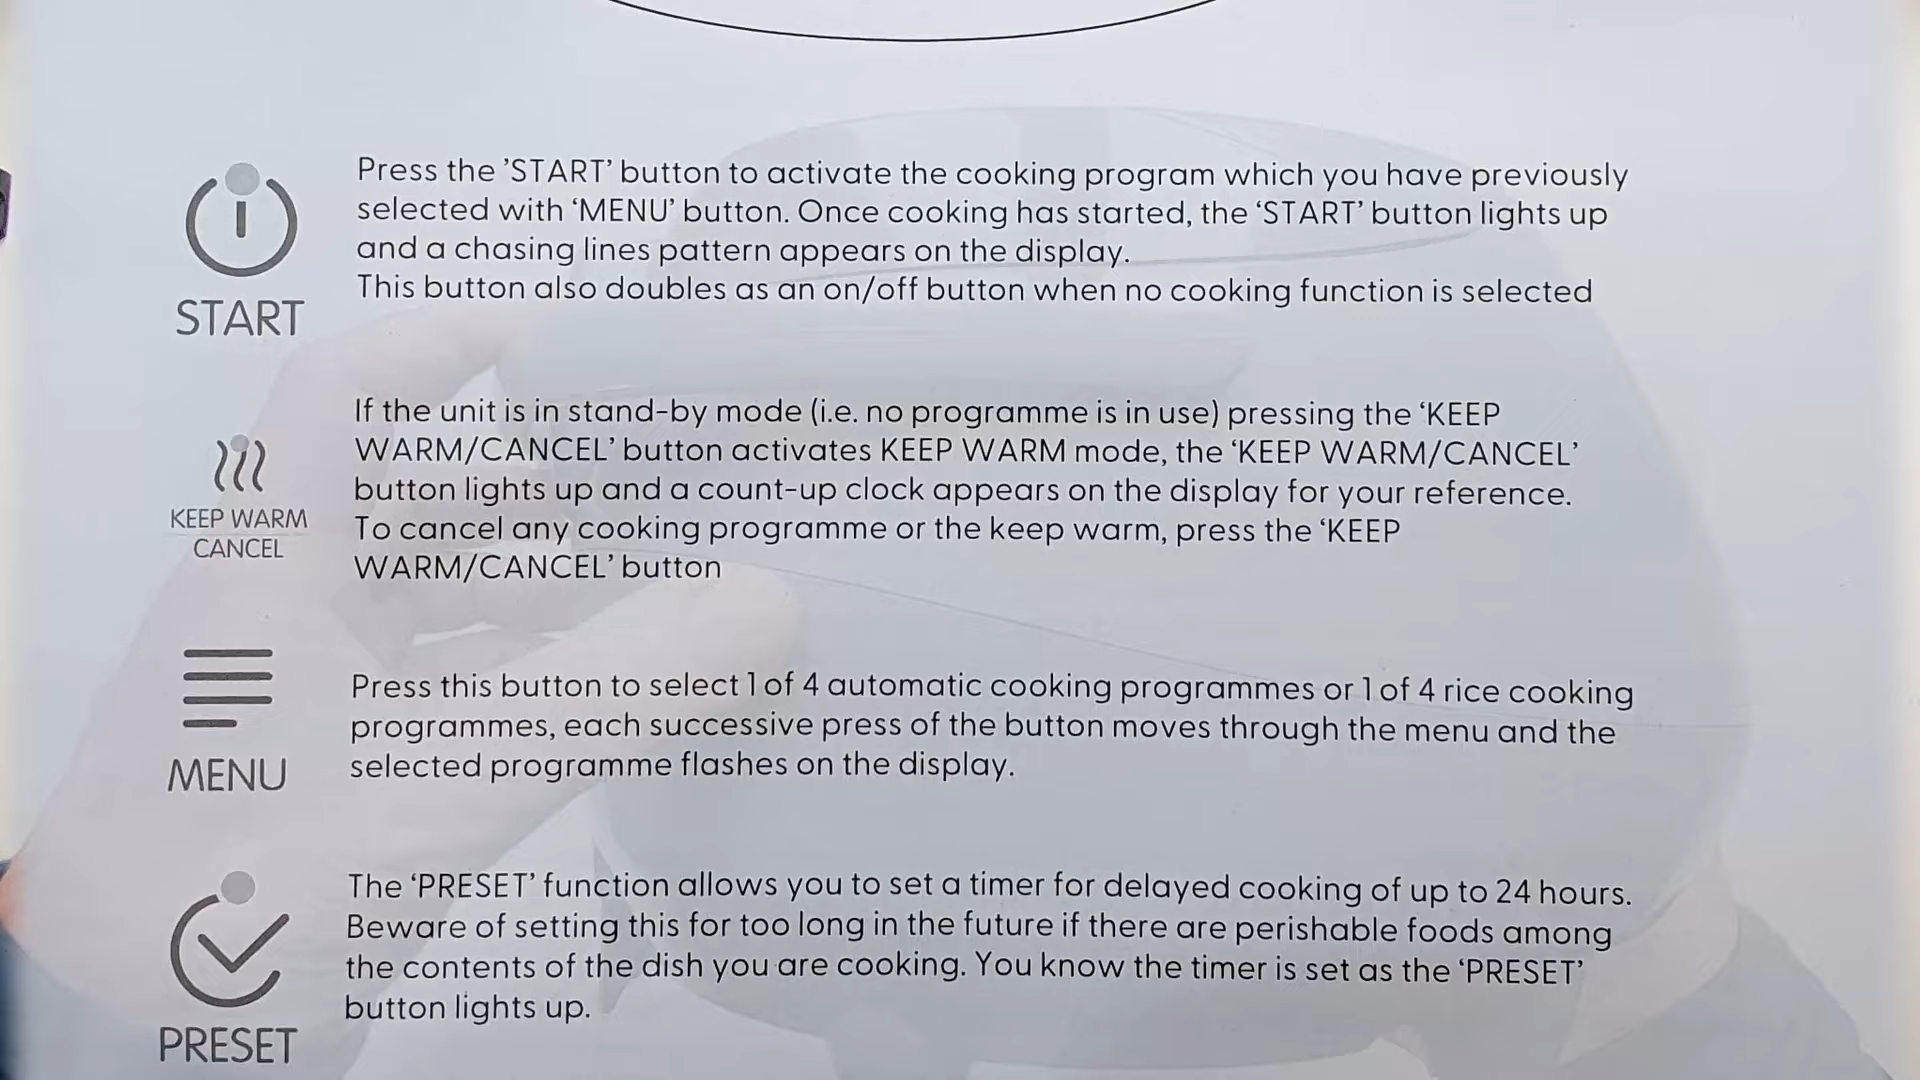 Press the 'START' button to activate the cooking program which you have previously
selected with 'MENU' button. Once cooking has started, the 'START' button lights up
and a chasing lines pattern appears on the display.
This button also doubles as an on/off button when no cooking function is selected
START
If the unit is in stand-by mode (i.e. no programme is in use) pressing the 'KEEP
WARM/CANCEL' button activates KEEP WARM mode, the 'KEEP WARM/CANCEL'
button lights up and a count-up clock appears on the display for your reference.
To cancel any cooking programme or the keep warm, press the 'KEEP
WARM/CANCEL' button
KEEP WARM
CANCEL
Press this button to select 1 of 4 automatic cooking programmes or 1 of 4 rice cooking
programmes, each successive press of the button moves through the menu and the
selected programme flashes on the display.
MENU
The 'PRESET' function allows you to set a timer for delayed cooking of up to 24 hours.
Beware of setting this for too long in the future if there are perishable foods among
the contents of the dish you are cooking. You know the timer is set as the 'PRESET'
button lights up.
PRESET